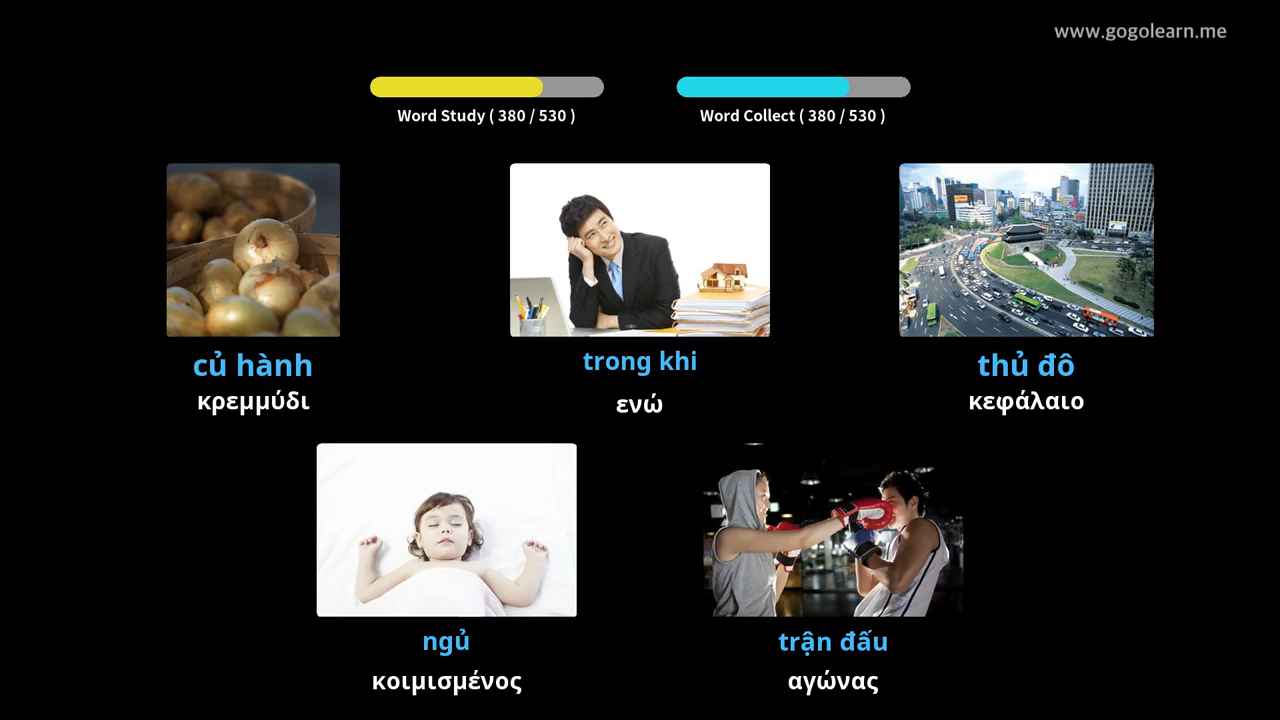 www.gogolearn.me
Word Study ( 380 / 530 )
Word Collect ( 380 / 530 )
củ hành
κρεμμύδι
trong khi
ενώ
thủ đô
κεφάλαιο
ngủ
κοιμισμένος
trận đấu
αγώνας